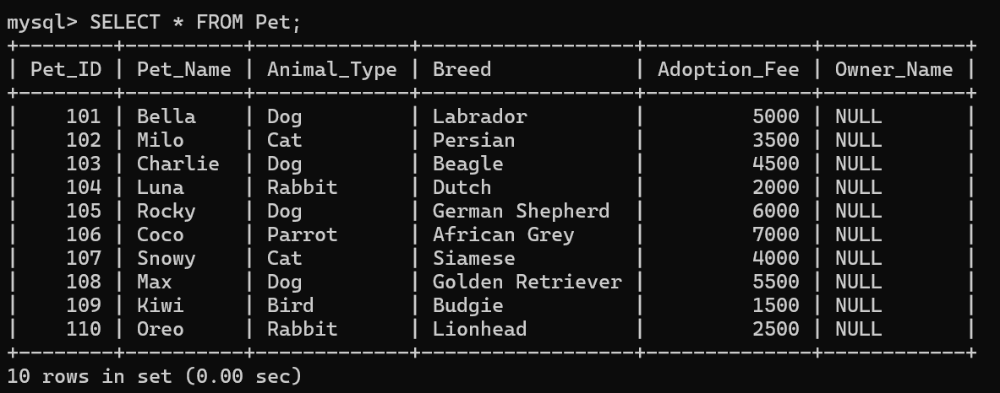 mysql> SELECT * FROM Pet;
+--------+----------+--------------+------------------+---------------+------------+
| Pet_ID | Pet_Name | Animal_Type | Breed            | Adoption_Fee | Owner_Name |
+--------+----------+--------------+------------------+---------------+------------+
|    101 | Bella    | Dog         | Labrador         |         5000 | NULL       |
|    102 | Milo     | Cat         | Persian          |         3500 | NULL       |
|    103 | Charlie  | Dog         | Beagle           |         4500 | NULL       |
|    104 | Luna     | Rabbit      | Dutch            |         2000 | NULL       |
|    105 | Rocky    | Dog         | German Shepherd  |         6000 | NULL       |
|    106 | Coco     | Parrot      | African Grey     |         7000 | NULL       |
|    107 | Snowy    | Cat         | Siamese          |         4000 | NULL       |
|    108 | Max      | Dog         | Golden Retriever |         5500 | NULL       |
|    109 | Kiwi     | Bird        | Budgie           |         1500 | NULL       |
|    110 | Oreo     | Rabbit      | Lionhead         |         2500 | NULL       |
+--------+----------+--------------+------------------+---------------+------------+
10 rows in set (0.00 sec)